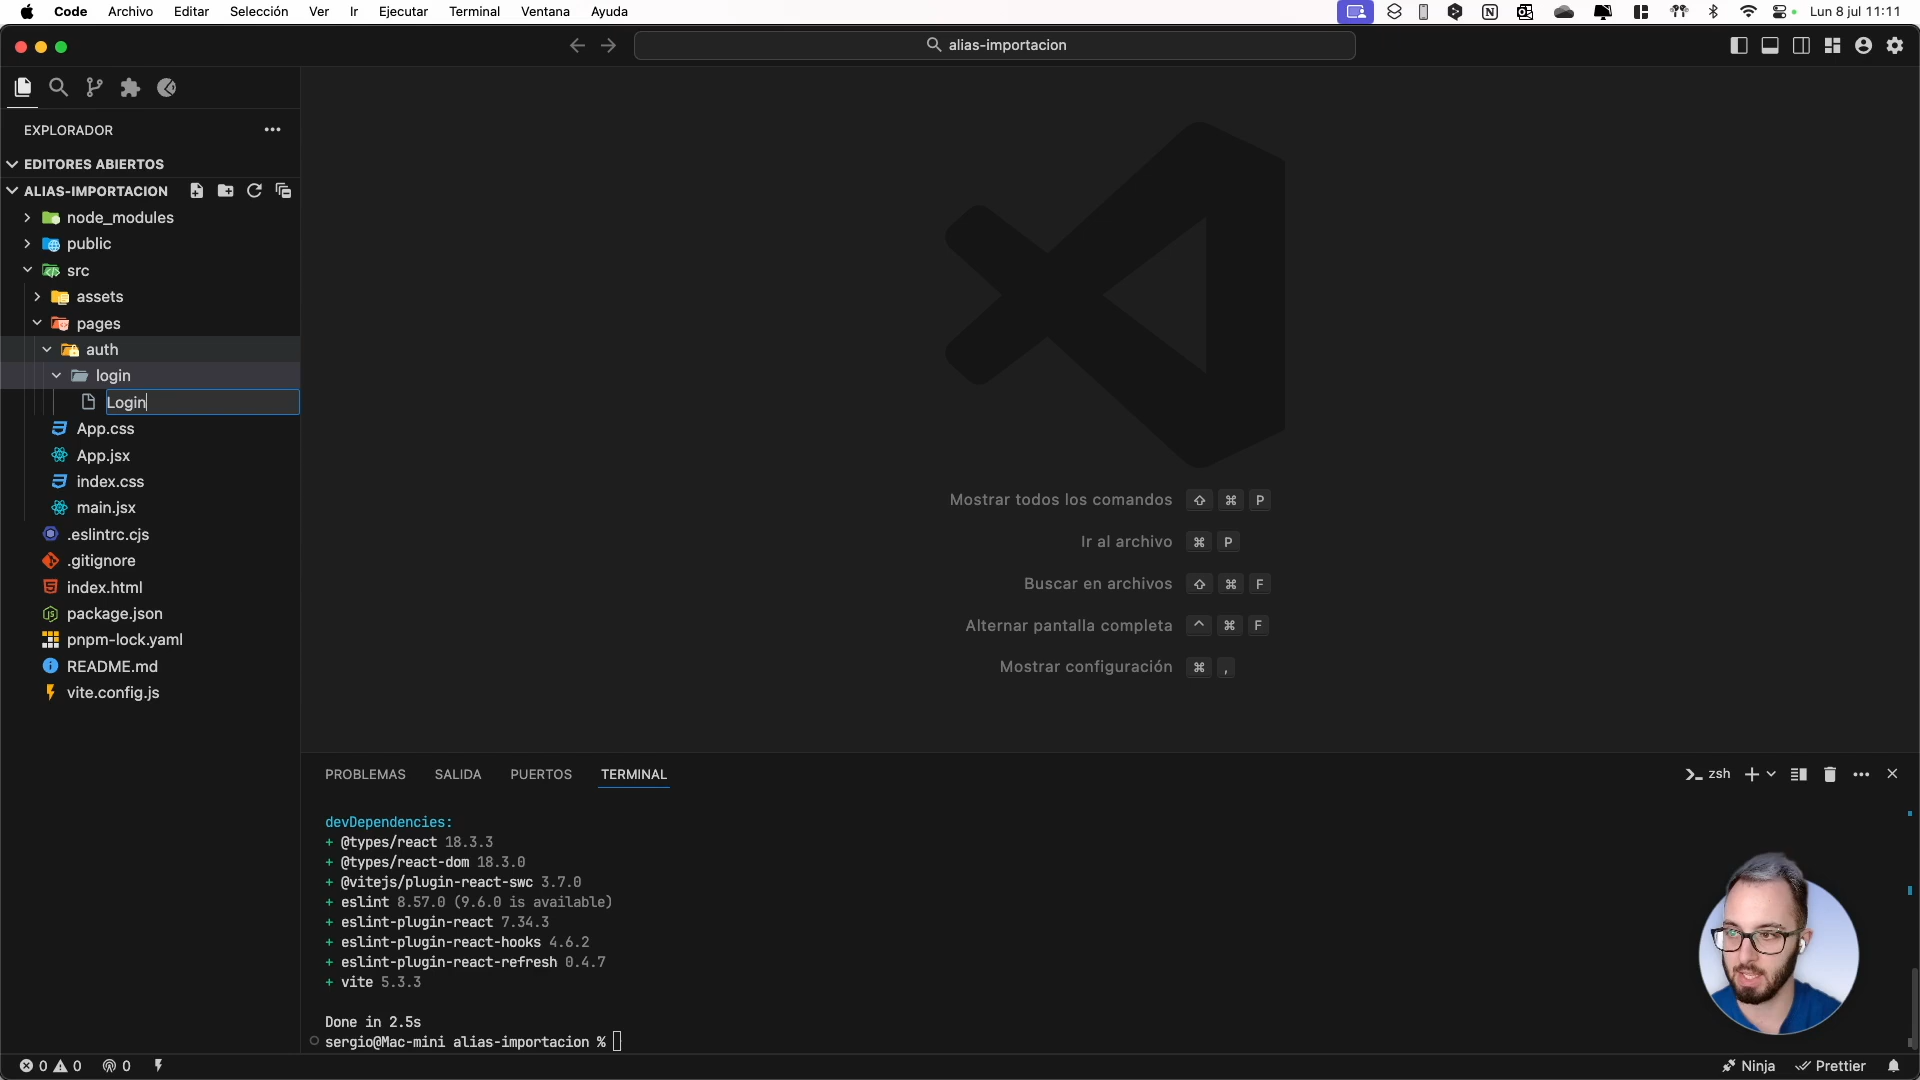 Code Archivo Editar Selección Ver Ir Ejecutar Terminal Ventana Ayuda Lun 8 jul 11:11
alias-importacion
EXPLORADOR
EDITORES ABIERTOS
ALIAS-IMPORTACION
node_modules
public
src
assets
pages
auth
login
Login
App.css
App.jsx
index.css
main.jsx
.eslintrc.cjs
.gitignore
index.html
package.json
pnpm-lock.yaml
README.md
vite.config.js
Mostrar todos los comandos ⇧ ⌘ P
Ir al archivo ⌘ P
Buscar en archivos ⇧ ⌘ F
Alternar pantalla completa ^ ⌘ F
Mostrar configuración ⌘ ,
PROBLEMAS SALIDA PUERTOS TERMINAL zsh
devDependencies:
+ @types/react 18.3.3
+ @types/react-dom 18.3.0
+ @vitejs/plugin-react-swc 3.7.0
+ eslint 8.57.0 (9.6.0 is available)
+ eslint-plugin-react 7.34.3
+ eslint-plugin-react-hooks 4.6.2
+ eslint-plugin-react-refresh 0.4.7
+ vite 5.3.3
Done in 2.5s
sergio@Mac-mini alias-importacion %
0 0 0 Ninja Prettier